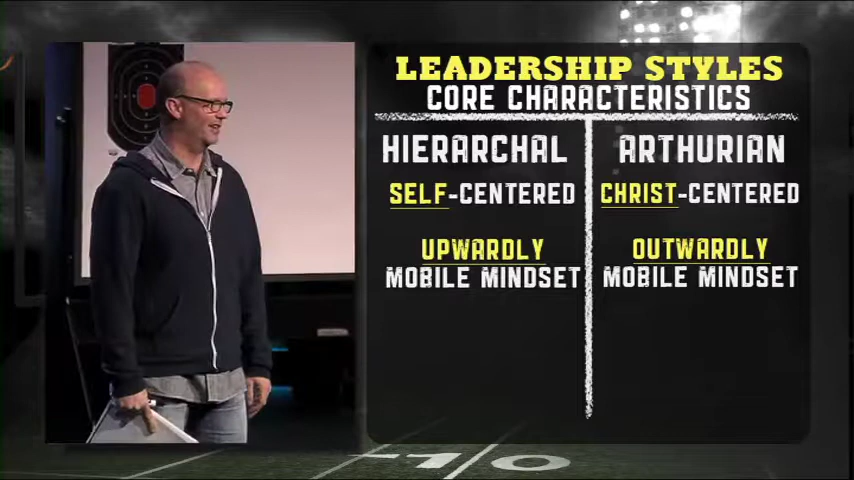 LEADERSHIP STYLES
CORE CHARACTERISTICS
HIERARCHAL
SELF-CENTERED
UPWARDLY
MOBILE MINDSET
ARTHURIAN
CHRIST-CENTERED
OUTWARDLY
MOBILE MINDSET
10